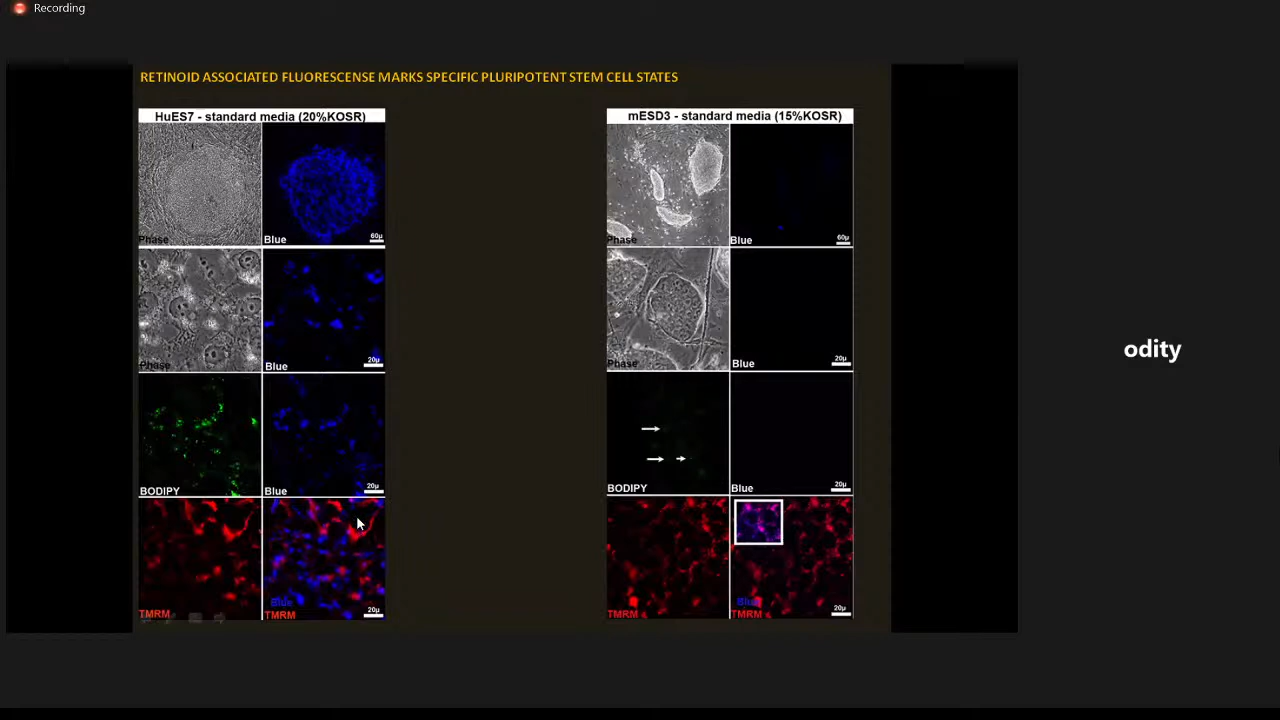 Recording
RETINOID ASSOCIATED FLUORESCENSE MARKS SPECIFIC PLURIPOTENT STEM CELL STATES
HuES7 - standard media (20%KOSR)
Phase
Blue
60µ
Phase
Blue
20µ
BODIPY
Blue
20µ
TMRM
Blue
TMRM
20µ
mESD3 - standard media (15%KOSR)
Phase
Blue
60µ
Phase
Blue
20µ
BODIPY
Blue
20µ
TMRM
Blue
TMRM
20µ
odity